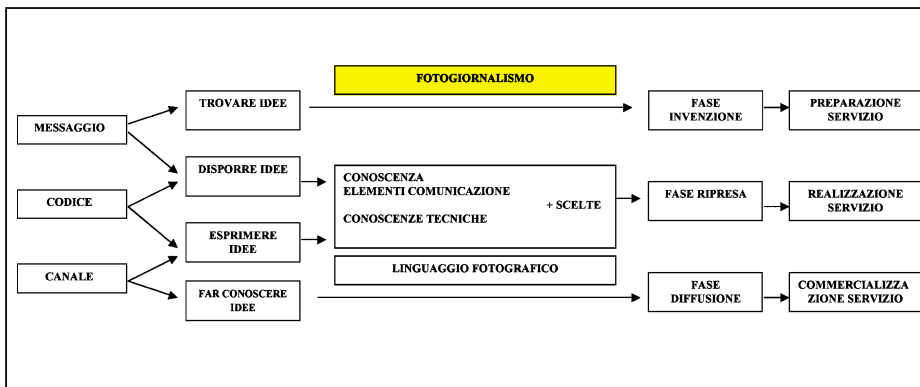 FOTOGIORNALISMO
TROVARE IDEE
FASE
INVENZIONE
PREPARAZIONE
SERVIZIO
MESSAGGIO
DISPORRE IDEE
CONOSCENZA
ELEMENTI COMUNICAZIONE
+ SCELTE
CONOSCENZE TECNICHE
FASE RIPRESA
REALIZZAZIONE
SERVIZIO
CODICE
ESPRIMERE
IDEE
CANALE
LINGUAGGIO FOTOGRAFICO
FAR CONOSCERE
IDEE
FASE
DIFFUSIONE
COMMERCIALIZZA
ZIONE SERVIZIO